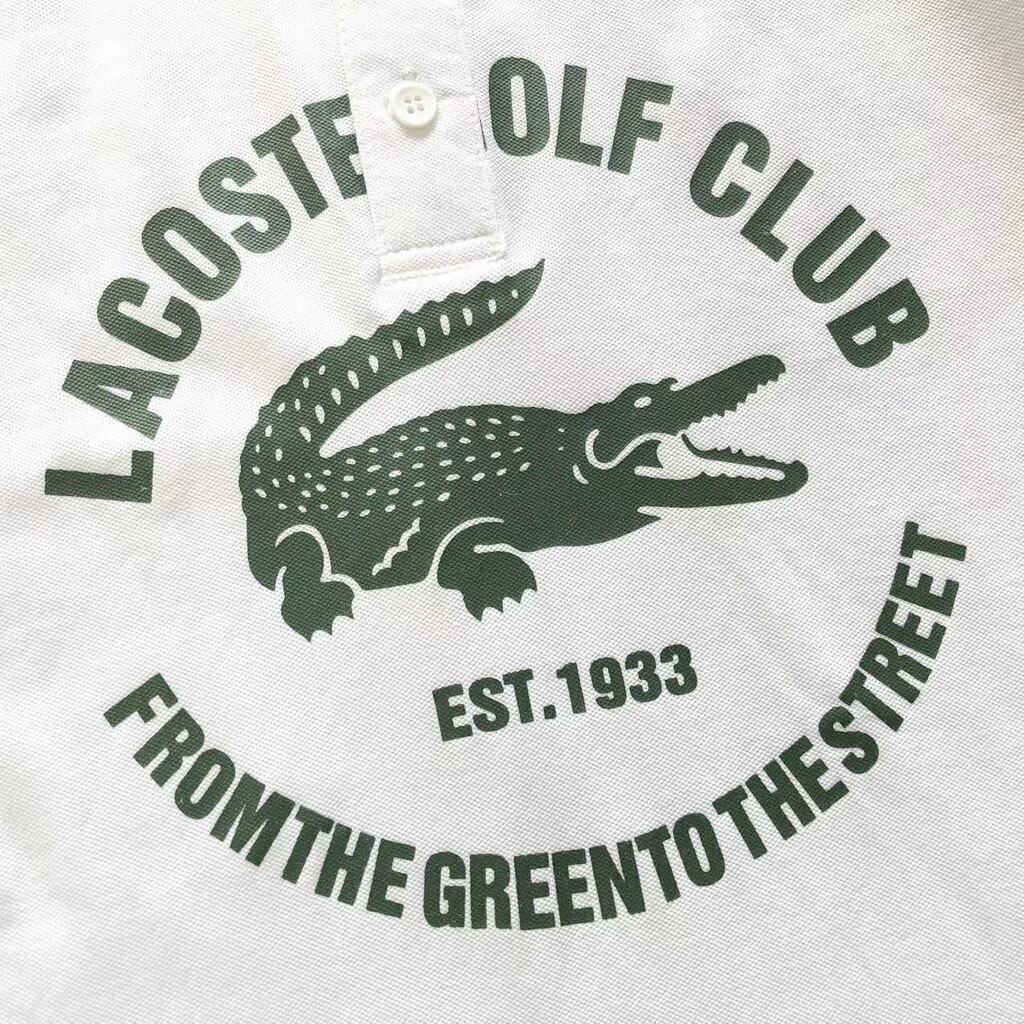 LACOSTE OLF CLUB
EST. 1933
FROM THE GREEN TO THE STREET